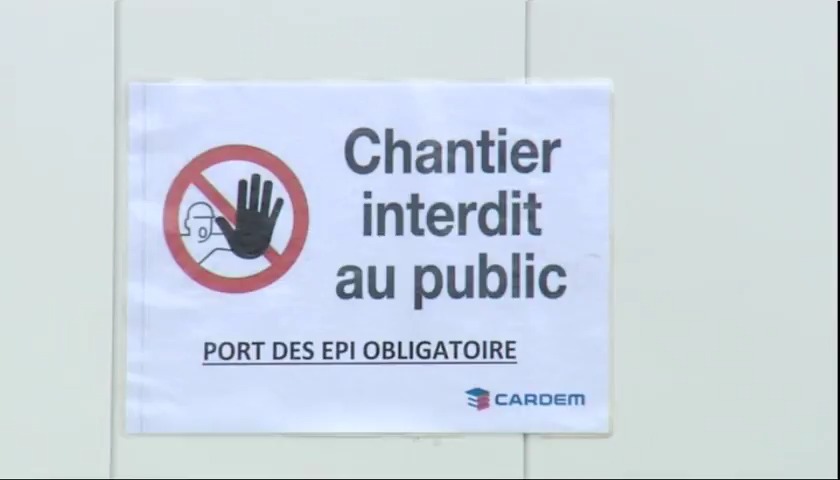 Chantier
interdit
au public
PORT DES EPI OBLIGATOIRE
CARDEM